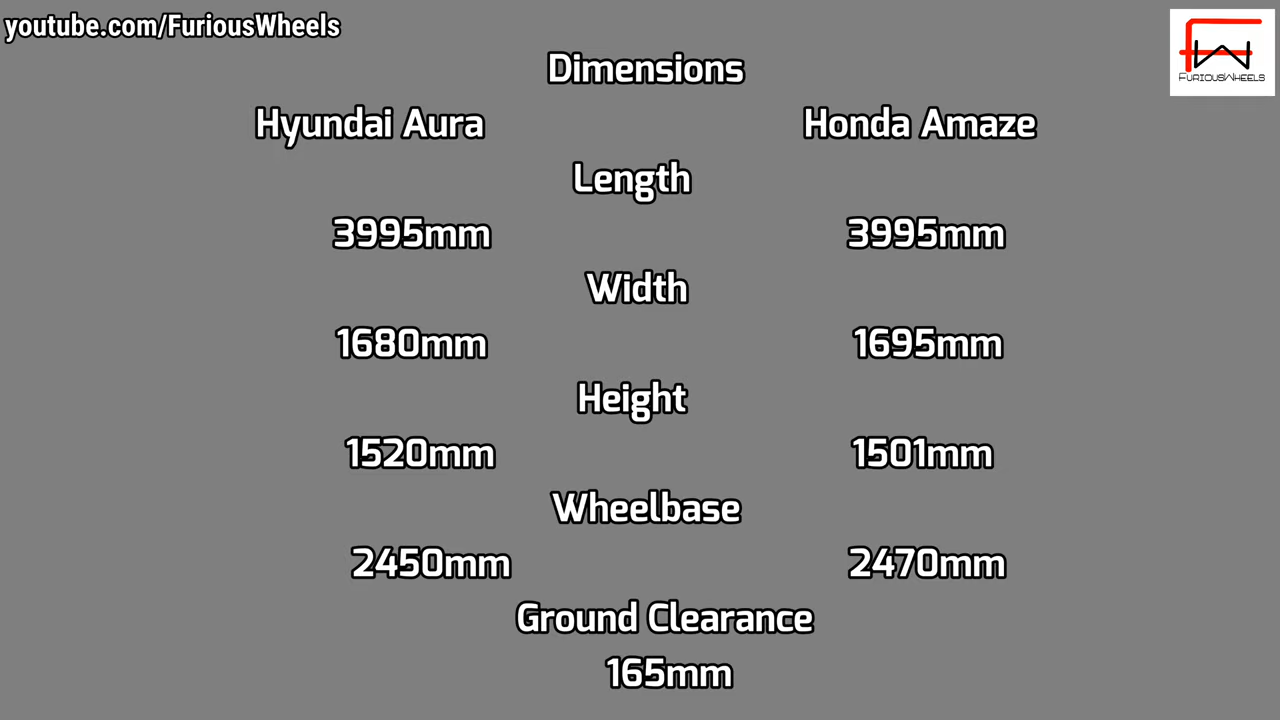 youtube.com/FuriousWheels
FW
FuriousWheels
Dimensions
Hyundai Aura Honda Amaze
Length
3995mm 3995mm
Width
1680mm 1695mm
Height
1520mm 1501mm
Wheelbase
2450mm 2470mm
Ground Clearance
165mm